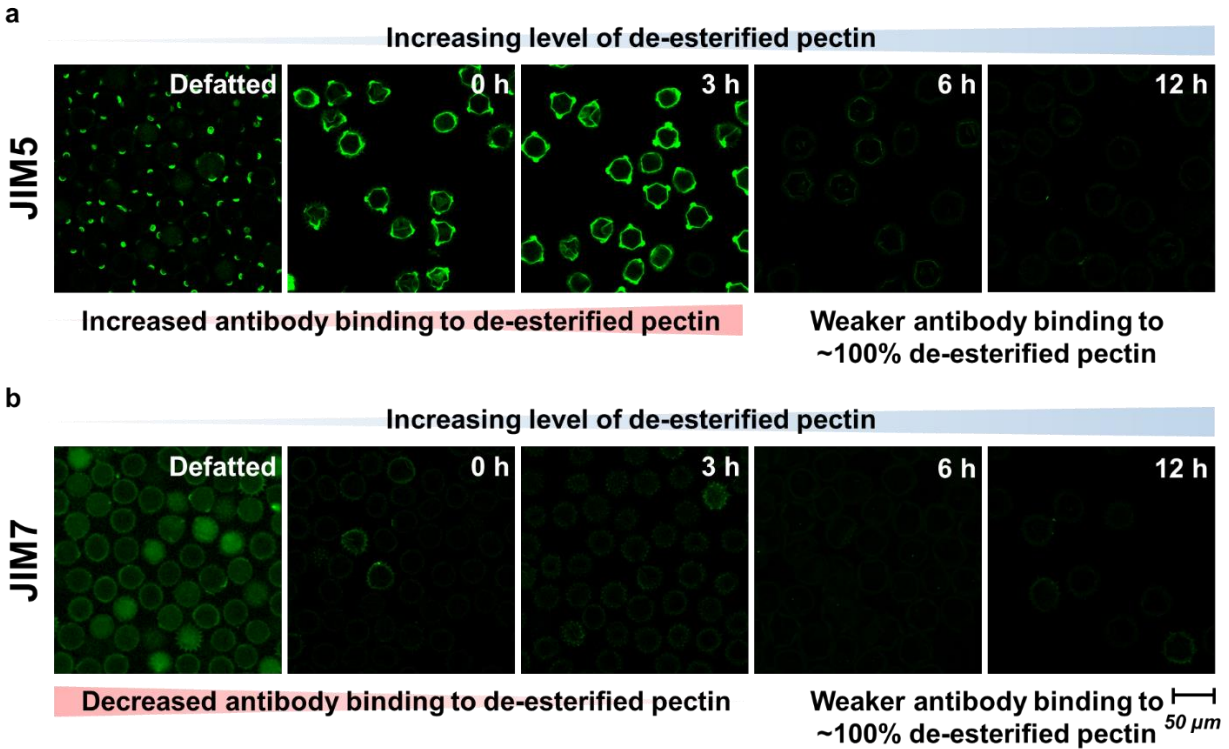 a
Increasing level of de-esterified pectin
JIM5
Defatted
0 h
3 h
6 h
12 h
Increased antibody binding to de-esterified pectin
Weaker antibody binding to
~100% de-esterified pectin
b
Increasing level of de-esterified pectin
JIM7
Defatted
0 h
3 h
6 h
12 h
Decreased antibody binding to de-esterified pectin
Weaker antibody binding to
~100% de-esterified pectin
50 µm